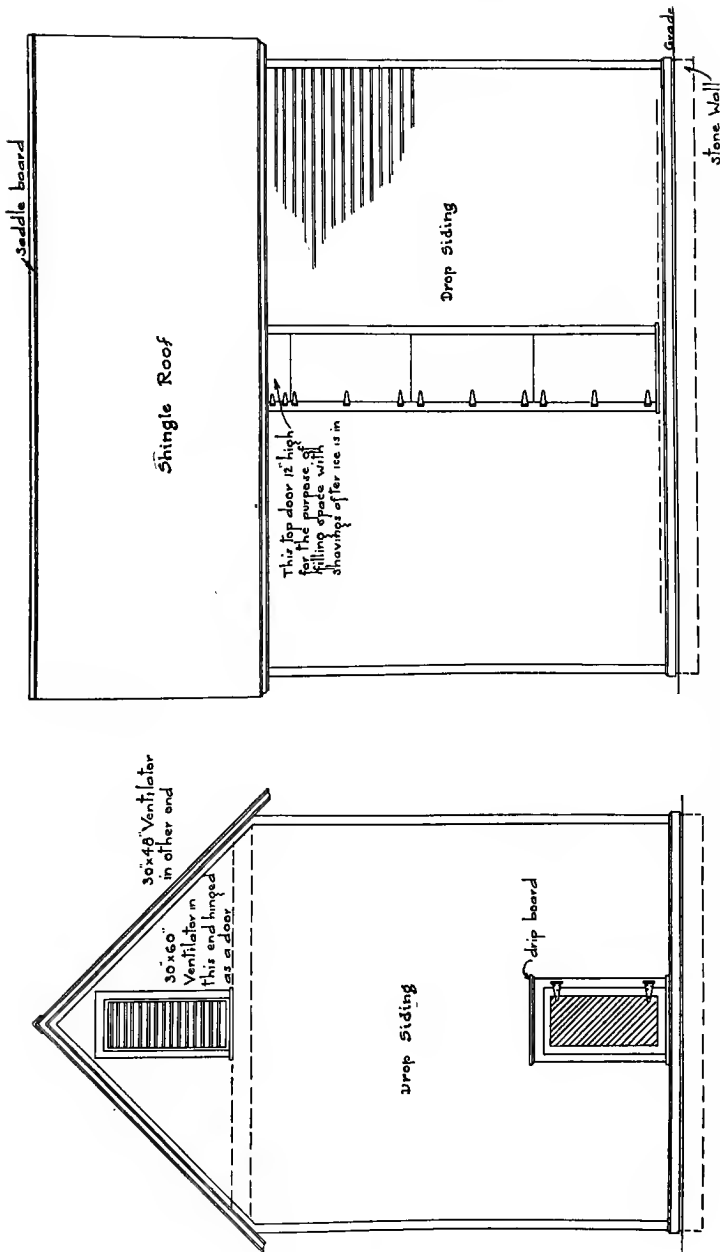 Saddle board
Shingle Roof
This top door 12" high
for the purpose of
filling space with
shavings after ice is in
Drop Siding
Grade
Stone Wall
30"x48" Ventilator
in other end
30"x60"
Ventilator in
this end hinged
as a door
Drop Siding
drip board